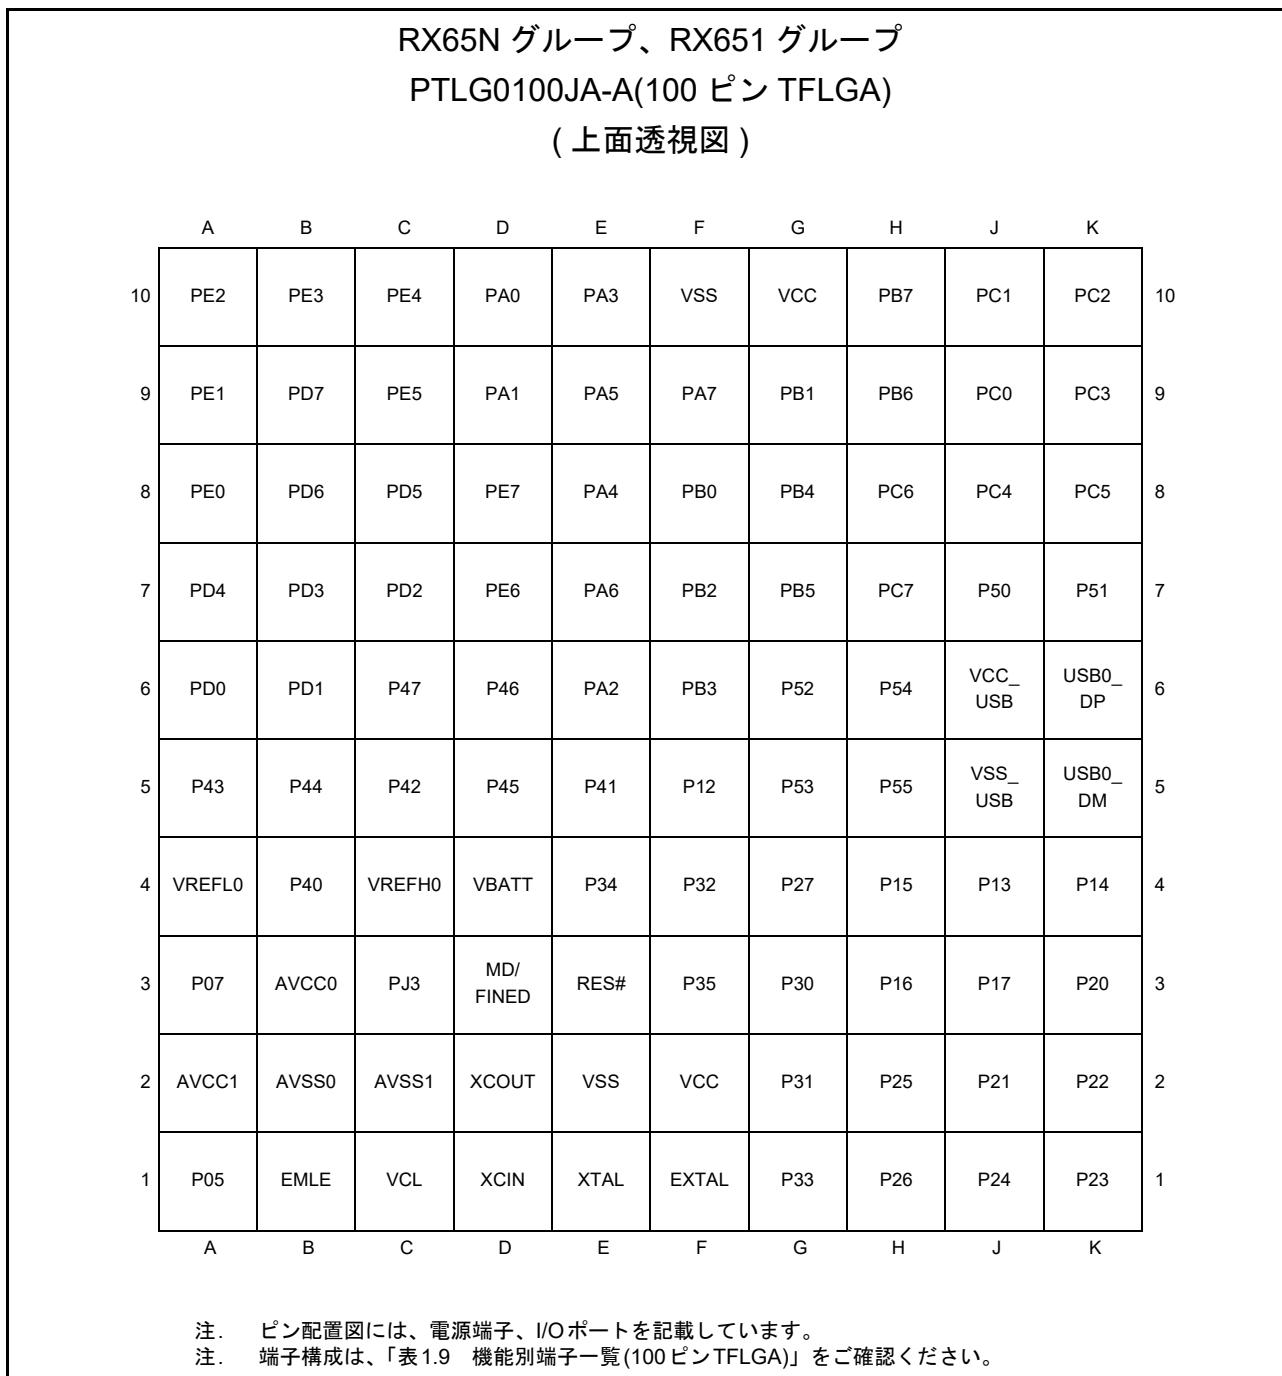 RX65N グループ、RX651 グループ
PTLG0100JA-A(100 ピン TFLGA)
( 上面透視図 )
A B C D E F G H J K
10 PE2 PE3 PE4 PA0 PA3 VSS VCC PB7 PC1 PC2 10
9 PE1 PD7 PE5 PA1 PA5 PA7 PB1 PB6 PC0 PC3 9
8 PE0 PD6 PD5 PE7 PA4 PB0 PB4 PC6 PC4 PC5 8
7 PD4 PD3 PD2 PE6 PA6 PB2 PB5 PC7 P50 P51 7
6 PD0 PD1 P47 P46 PA2 PB3 P52 P54 VCC_ USB USB0_ DP 6
5 P43 P44 P42 P45 P41 P12 P53 P55 VSS_ USB USB0_ DM 5
4 VREFL0 P40 VREFH0 VBATT P34 P32 P27 P15 P13 P14 4
3 P07 AVCC0 PJ3 MD/ FINED RES# P35 P30 P16 P17 P20 3
2 AVCC1 AVSS0 AVSS1 XCOUT VSS VCC P31 P25 P21 P22 2
1 P05 EMLE VCL XCIN XTAL EXTAL P33 P26 P24 P23 1
A B C D E F G H J K
注. ピン配置図には、電源端子、I/Oポートを記載しています。
注. 端子構成は、「表1.9 機能別端子一覧(100ピンTFLGA)」をご確認ください。